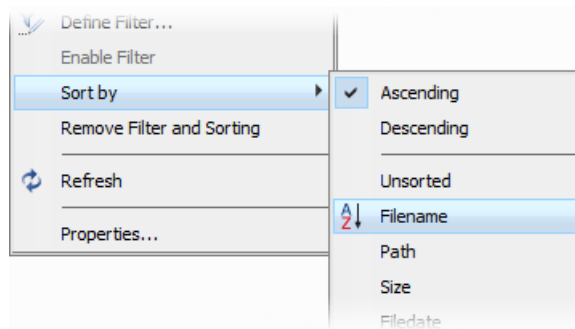 Define Filter...
Enable Filter
Sort by
Remove Filter and Sorting
Refresh
Properties...
Ascending
Descending
Unsorted
Filename
Path
Size
Filedate